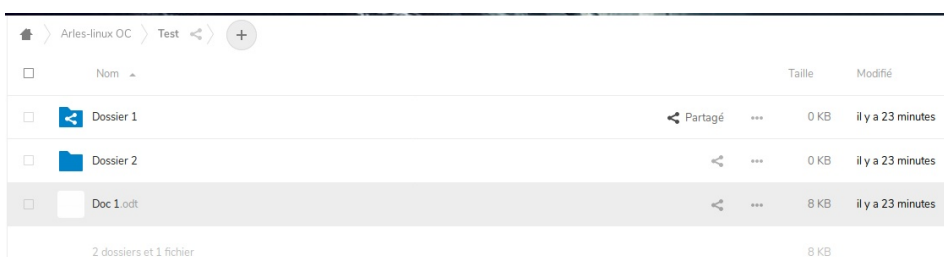 Arles-linux OC Test +
Nom Taille Modifié
Dossier 1 Partagé ... 0 KB il y a 23 minutes
Dossier 2 ... 0 KB il y a 23 minutes
Doc 1.odt ... 8 KB il y a 23 minutes
2 dossiers et 1 fichier 8 KB